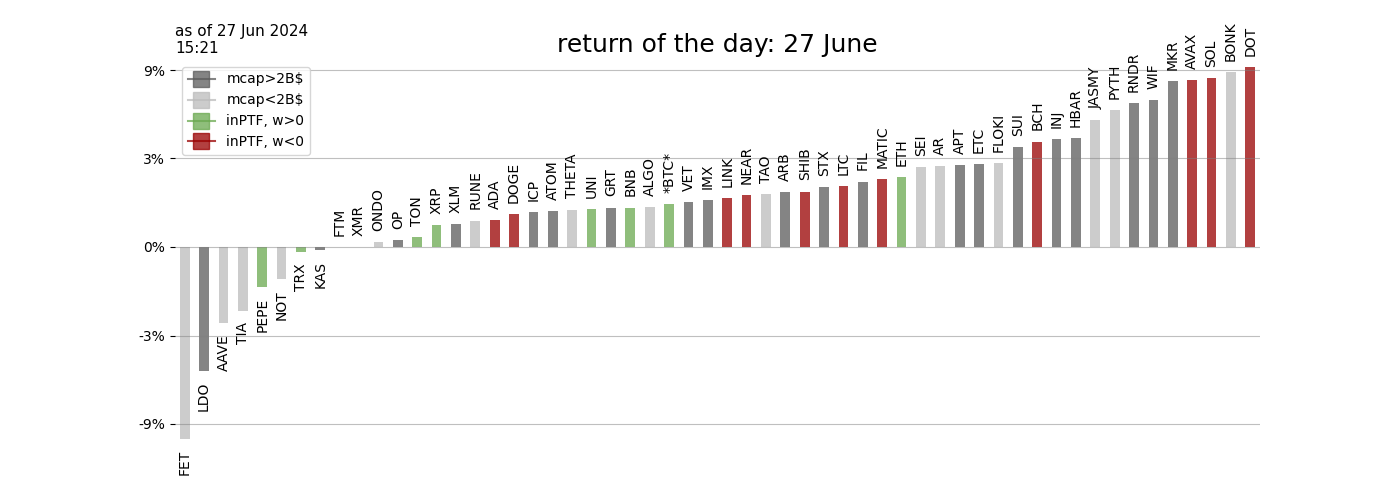 as of 27 Jun 2024
15:21
return of the day: 27 June
mcap>2B$
mcap<2B$
inPTF, w>0
inPTF, w<0
9%
3%
0%
-3%
-9%
FET
LDO
AAVE
TIA
PEPE
NOT
TRX
KAS
FTM
XMR
ONDO
OP
TON
XRP
XLM
RUNE
ADA
DOGE
ICP
ATOM
THETA
UNI
GRT
BNB
ALGO
*BTC*
VET
IMX
LINK
NEAR
TAO
ARB
SHIB
STX
LTC
FIL
MATIC
ETH
SEI
AR
APT
ETC
FLOKI
SUI
BCH
INJ
HBAR
JASMY
PYTH
RNDR
WIF
MKR
AVAX
SOL
BONK
DOT